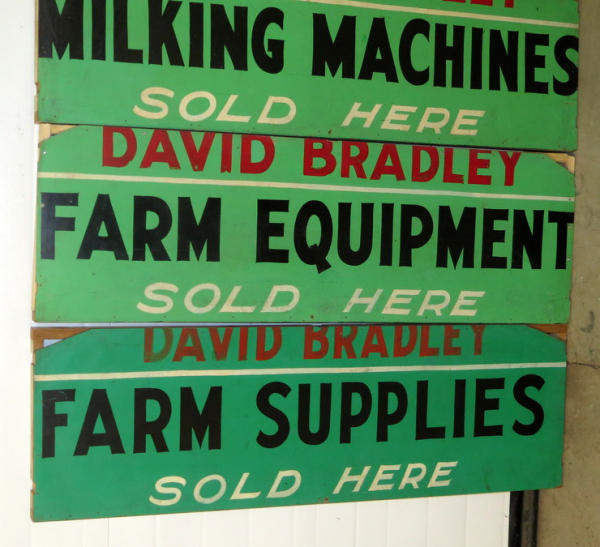 MILKING MACHINES
SOLD HERE
DAVID BRADLEY
FARM EQUIPMENT
SOLD HERE
DAVID BRADLEY
FARM SUPPLIES
SOLD HERE